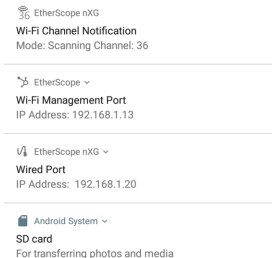 36 EtherScope nXG
Wi-Fi Channel Notification
Mode: Scanning Channel: 36
EtherScope
Wi-Fi Management Port
IP Address: 192.168.1.13
EtherScope nXG
Wired Port
IP Address: 192.168.1.20
Android System
SD card
For transferring photos and media